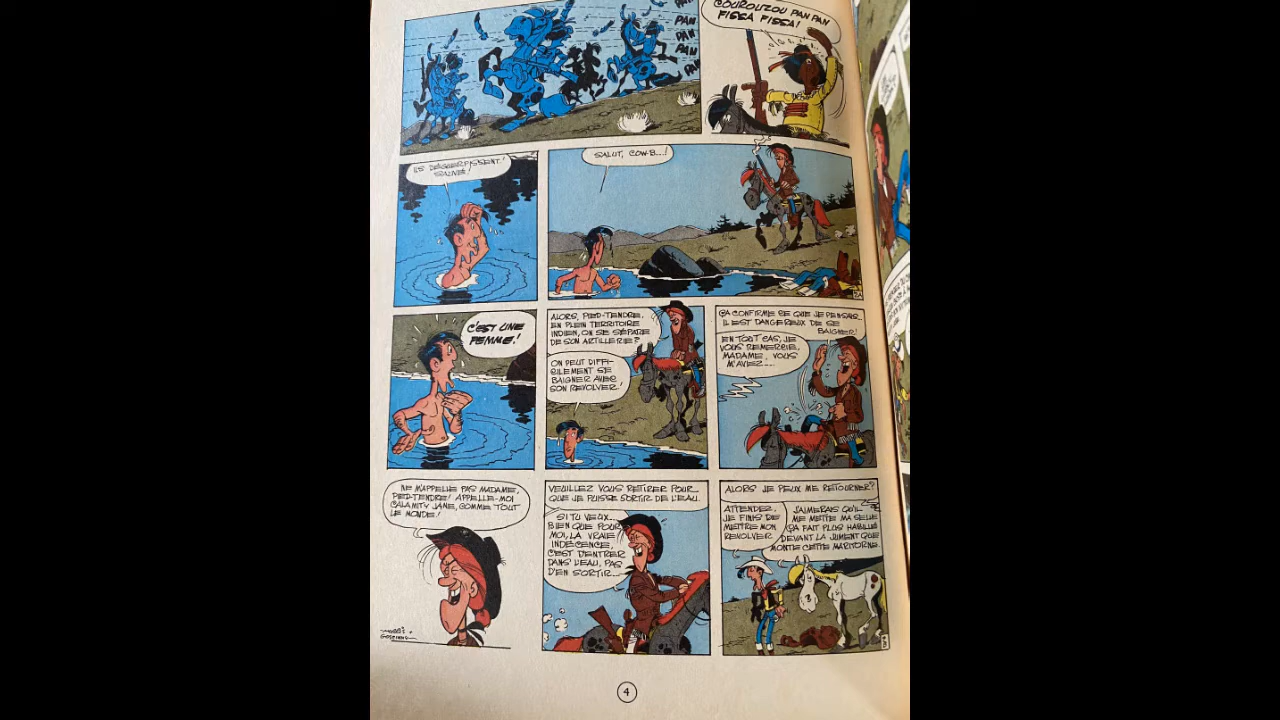 PAN
PAN
PAN
PAN
COUROUZOU PAN PAN
FISSA FISSA!
ILS DÉGUERPISSENT!
SAUVÉ!
SALUT, COW-B...!
2A
C'EST UNE
FEMME!
ALORS, PIED-TENDRE,
EN PLEIN TERRITOIRE
INDIEN, ON SE SÉPARE
DE SON ARTILLERIE?
ON PEUT DIFFI-
CILEMENT SE
BAIGNER AVEC
SON REVOLVER!
ÇA CONFIRME CE QUE JE PENSAIS...
IL EST DANGEREUX DE SE
BAIGNER!
EN TOUT CAS, JE
VOUS REMERCIE,
MADAME, VOUS
M'AVEZ...
NE M'APPELLE PAS MADAME,
PIED-TENDRE! APPELLE-MOI
CALAMITY JANE, COMME TOUT
LE MONDE!
MORRIS +
GOSCINNY
VEUILLEZ VOUS RETIRER POUR
QUE JE PUISSE SORTIR DE L'EAU.
SI TU VEUX...
BIEN QUE POUR
MOI, LA VRAIE
INDÉCENCE,
C'EST D'ENTRER
DANS L'EAU, PAS
D'EN SORTIR...
ALORS JE PEUX ME RETOURNER?
ATTENDEZ,
JE FINIS DE
METTRE MON
REVOLVER.
J'AIMERAIS QU'IL
ME METTE MA SELLE.
ÇA FAIT PLUS HABILLÉ
DEVANT LA JUMENT QUE
MONTE CETTE MARITORNE.
4